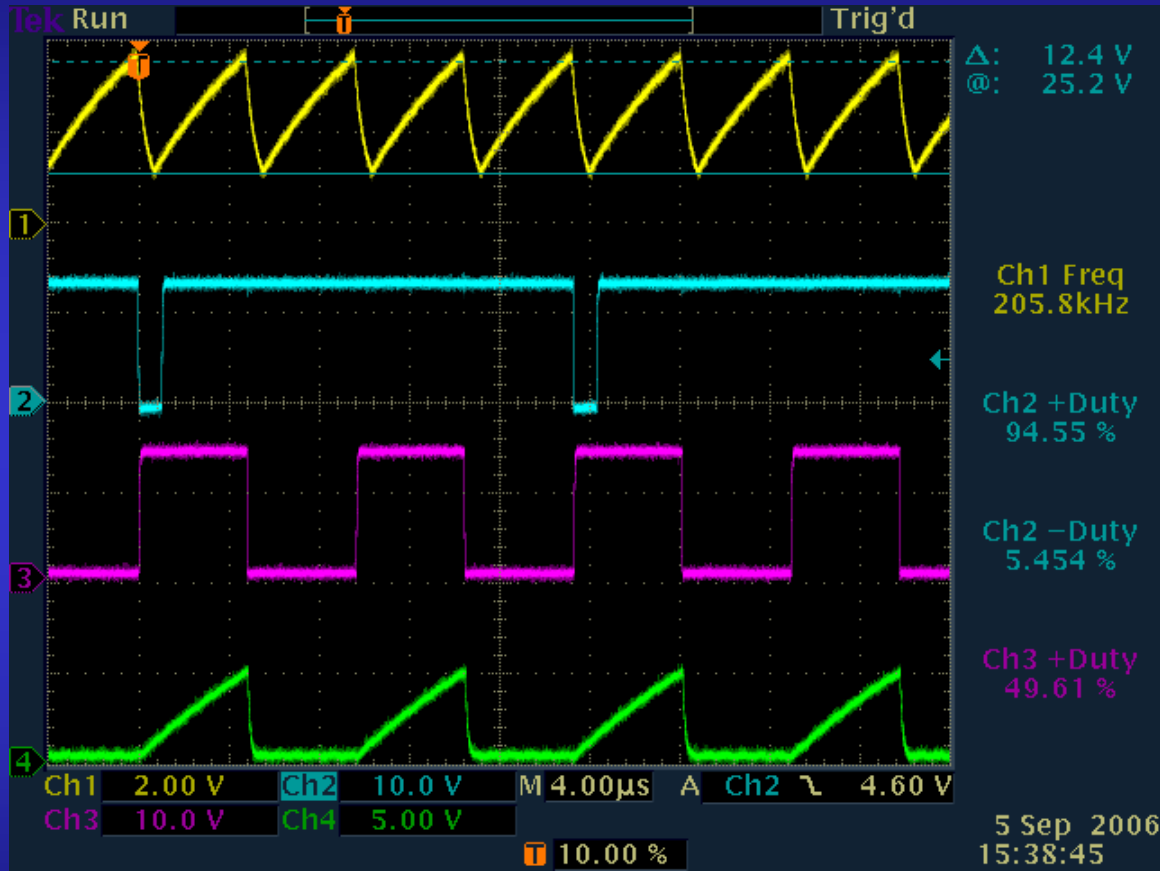 Tek Run Trig'd
T
T
Δ: 12.4 V
@: 25.2 V
1
Ch1 Freq
205.8kHz
2
Ch2 +Duty
94.55 %
Ch2 −Duty
5.454 %
3
Ch3 +Duty
49.61 %
4
Ch1 2.00 V Ch2 10.0 V M 4.00µs A Ch2 4.60 V
Ch3 10.0 V Ch4 5.00 V
T 10.00 %
5 Sep 2006
15:38:45